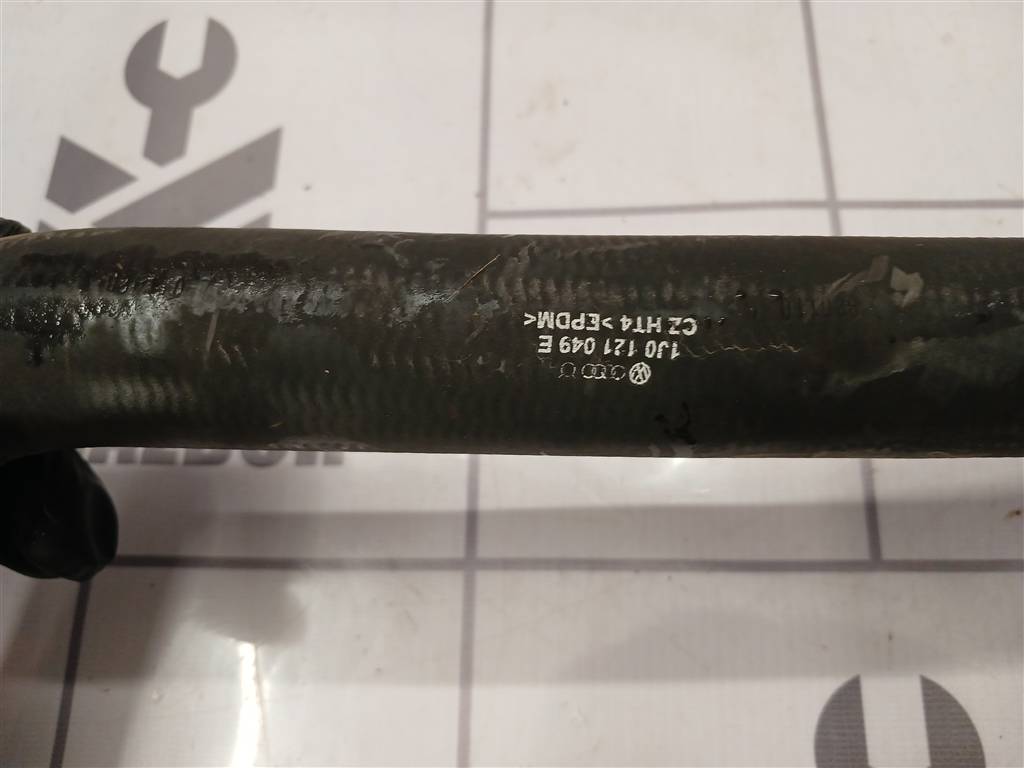 1J0 121 049 E
CZ HT4 >EPDM<